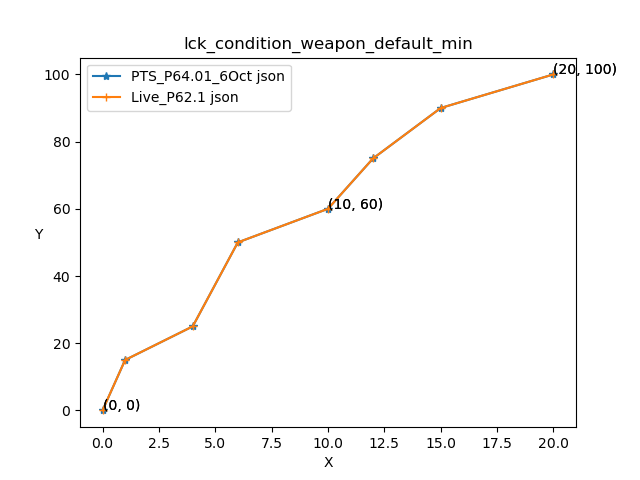 lck_condition_weapon_default_min
PTS_P64.01_6Oct json
Live_P62.1 json
(20, 100)
(10, 60)
(0, 0)
Y
100
80
60
40
20
0
0.0 2.5 5.0 7.5 10.0 12.5 15.0 17.5 20.0
X